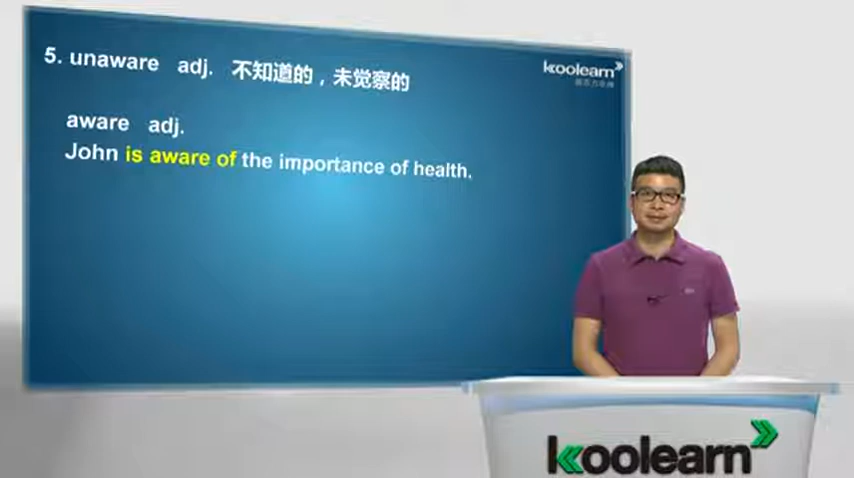 5. unaware adj. 不知道的，未觉察的
koolearn
aware adj.
John is aware of the importance of health.
koolearn